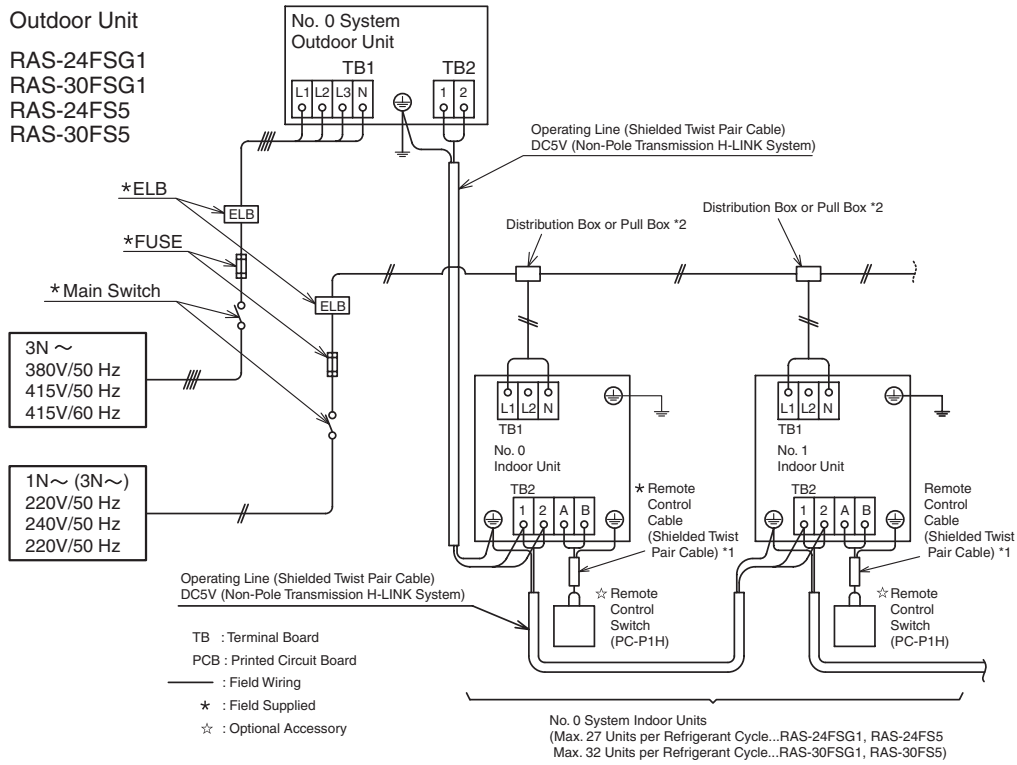 Outdoor Unit
RAS-24FSG1
RAS-30FSG1
RAS-24FS5
RAS-30FS5
No. 0 System
Outdoor Unit
TB1
TB2
L1 L2 L3 N
1 2
Operating Line (Shielded Twist Pair Cable)
DC5V (Non-Pole Transmission H-LINK System)
*ELB
ELB
*FUSE
*Main Switch
ELB
Distribution Box or Pull Box *2
Distribution Box or Pull Box *2
3N ~
380V/50 Hz
415V/50 Hz
415V/60 Hz
1N~ (3N~)
220V/50 Hz
240V/50 Hz
220V/50 Hz
L1 L2 N
TB1
No. 0
Indoor Unit
TB2
1 2 A B
* Remote
Control
Cable
(Shielded Twist
Pair Cable) *1
☆ Remote
Control
Switch
(PC-P1H)
L1 L2 N
TB1
No. 1
Indoor Unit
TB2
1 2 A B
Remote
Control
Cable
(Shielded Twist
Pair Cable) *1
☆ Remote
Control
Switch
(PC-P1H)
Operating Line (Shielded Twist Pair Cable)
DC5V (Non-Pole Transmission H-LINK System)
TB : Terminal Board
PCB : Printed Circuit Board
: Field Wiring
* : Field Supplied
☆ : Optional Accessory
No. 0 System Indoor Units
(Max. 27 Units per Refrigerant Cycle...RAS-24FSG1, RAS-24FS5
Max. 32 Units per Refrigerant Cycle...RAS-30FSG1, RAS-30FS5)